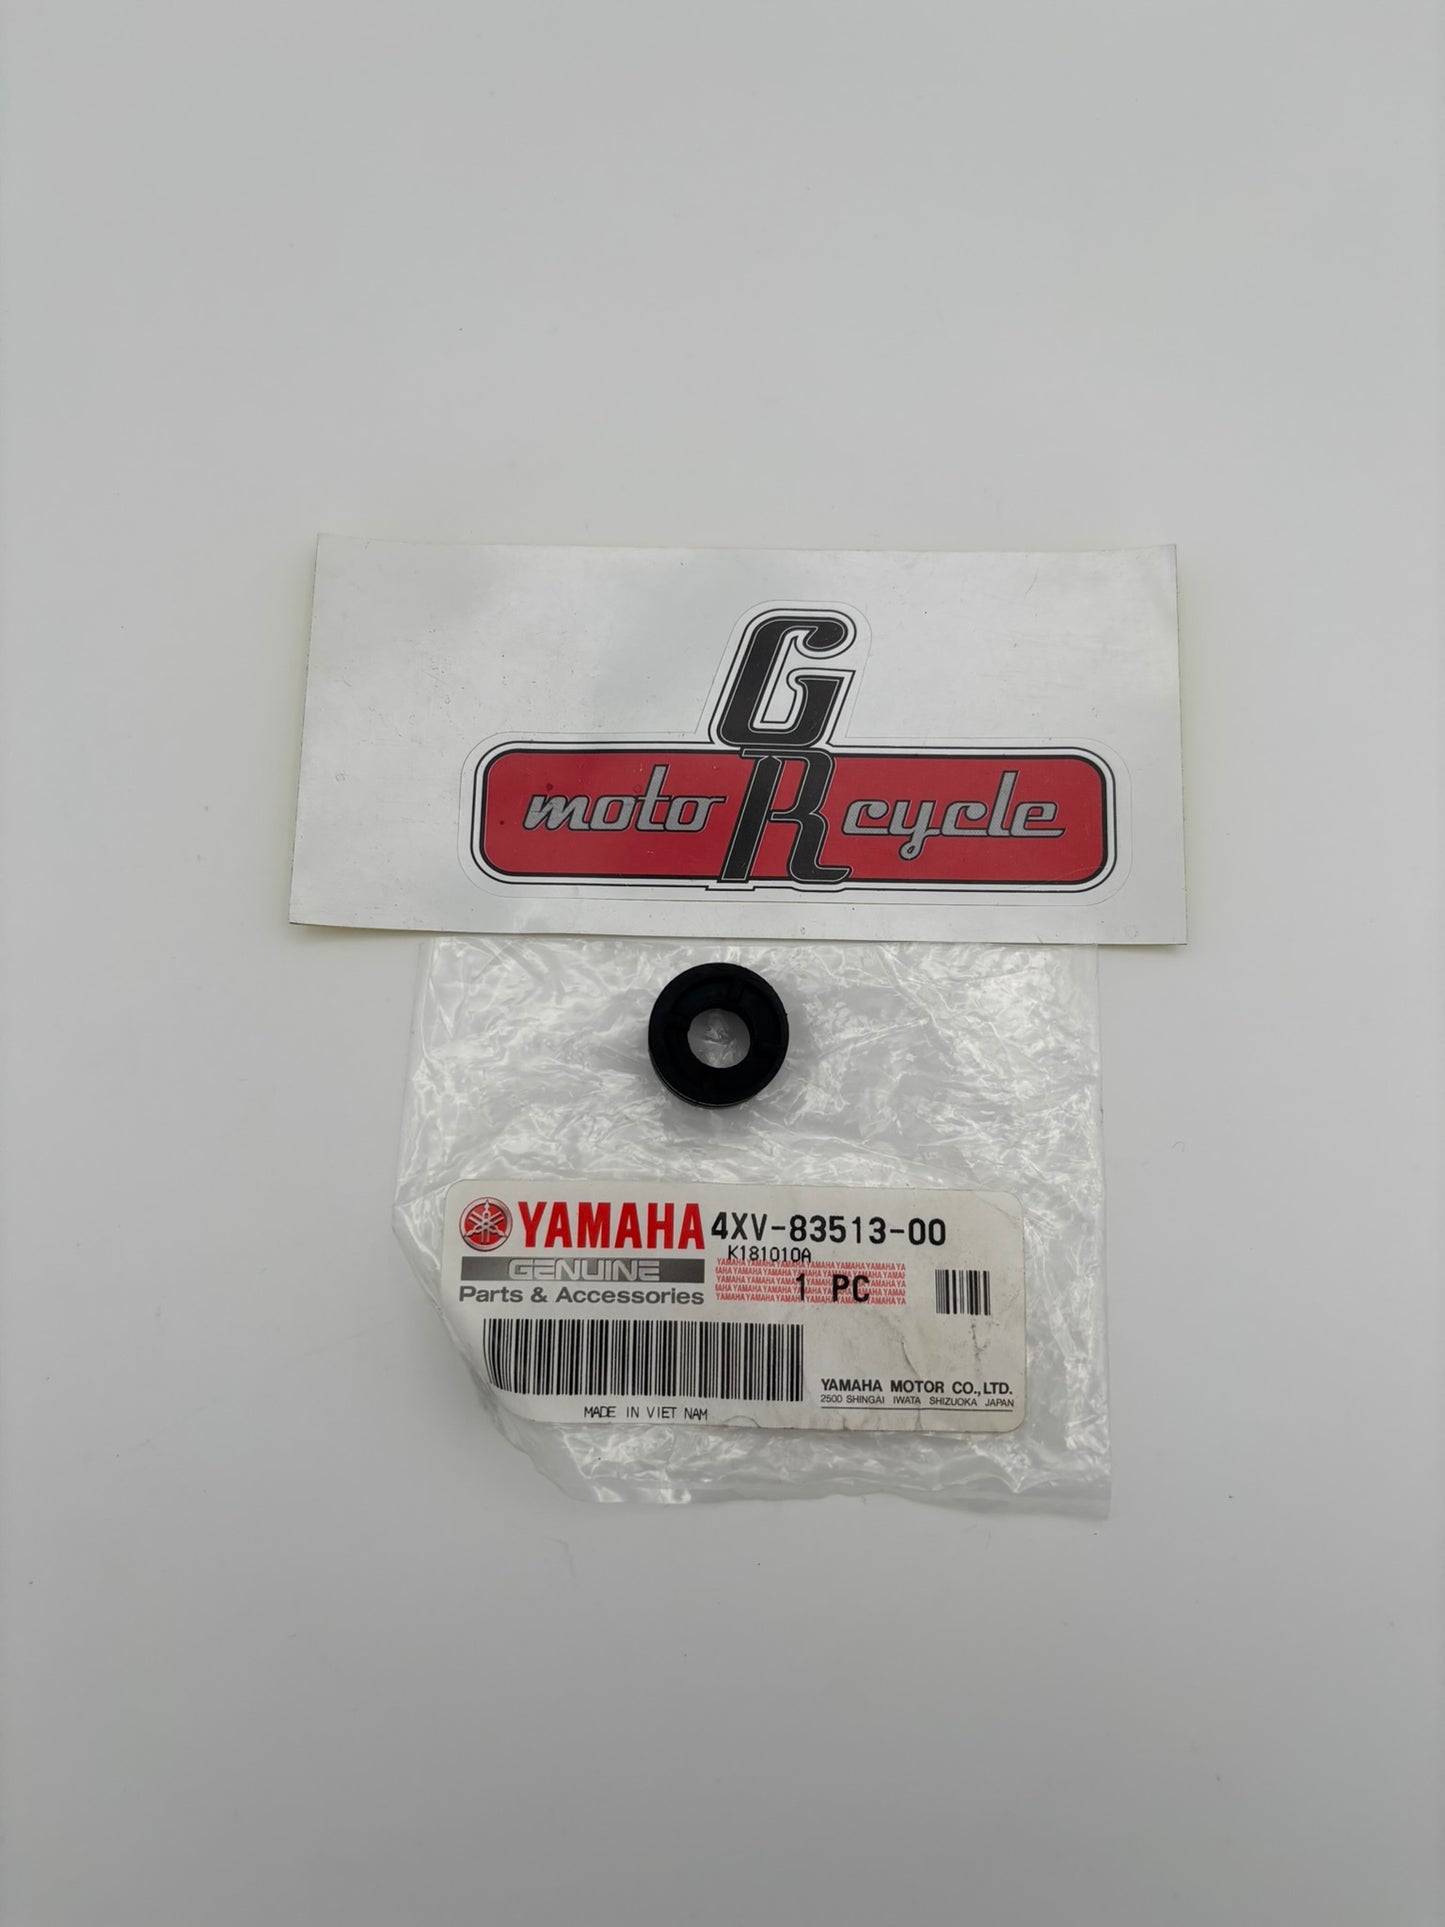 GR
moto cycle
YAMAHA 4XV-83513-00
K181010A
GENUINE
1 PC
Parts & Accessories
YAMAHA MOTOR CO., LTD.
2500 SHINGAI IWATA SHIZUOKA JAPAN
MADE IN VIET NAM